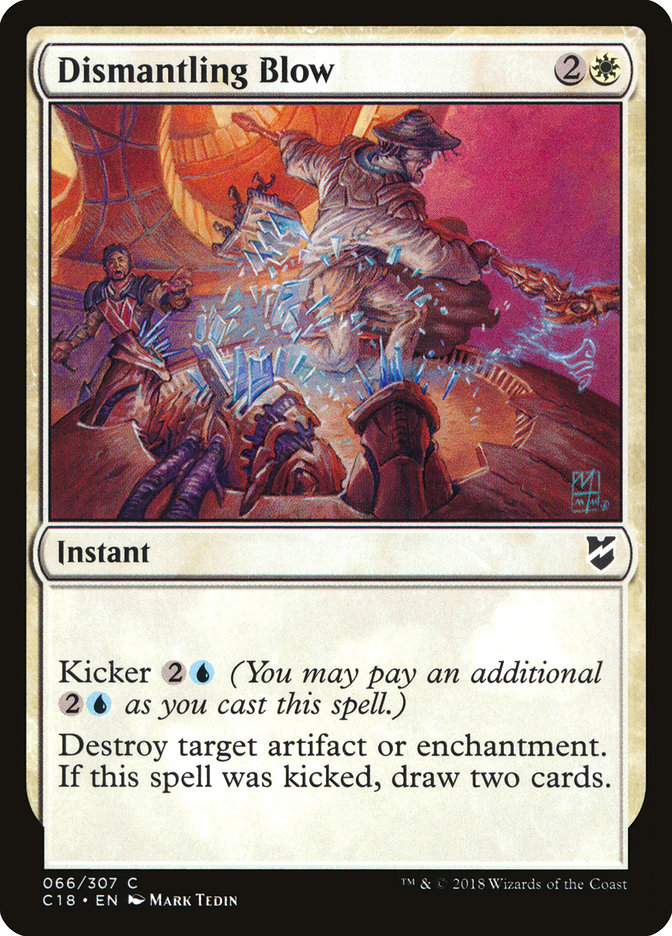 Dismantling Blow 2
Instant
Kicker 2 (You may pay an additional
2 as you cast this spell.)
Destroy target artifact or enchantment.
If this spell was kicked, draw two cards.
066/307 C
C18 • EN Mark Tedin
™ & © 2018 Wizards of the Coast